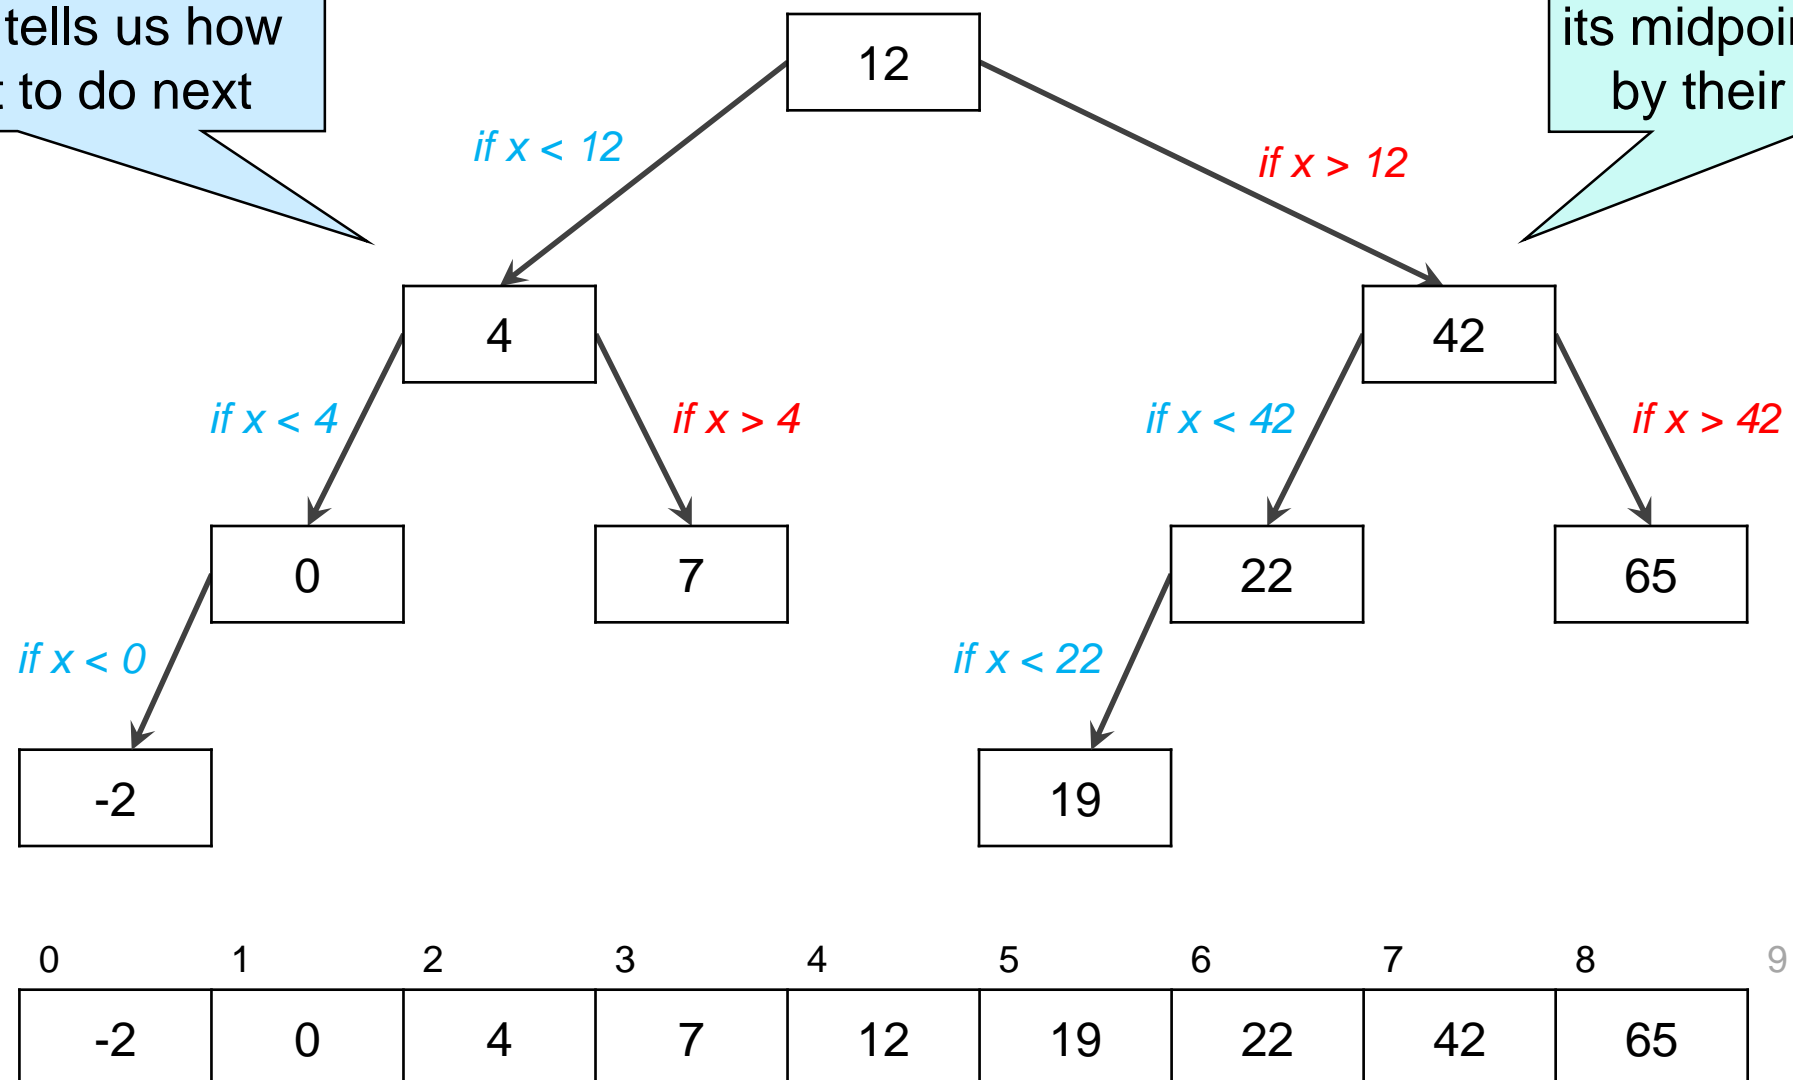 tells us how
to do next
its
by their
12
if x < 12
if x > 12
4
42
if x < 4
if x > 4
if x < 42
if x > 42
0
7
22
65
if x < 0
if x < 22
-2
19
0 1 2 3 4 5 6 7 8 9
-2 0 4 7 12 19 22 42 65